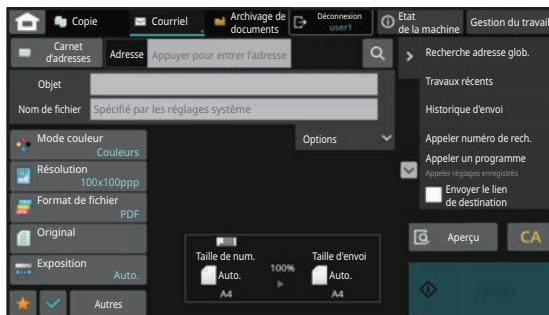 Copie
Courriel
Archivage de
documents
Déconnexion
user1
Etat
de la machine
Gestion du travail
Carnet
d'adresses
Adresse
Appuyer pour entrer l'adresse
Objet
Nom de fichier
Spécifié par les réglages système
Mode couleur
Couleurs
Résolution
100x100ppp
Format de fichier
PDF
Original
Exposition
Auto.
Autres
Options
Taille de num.
Auto.
A4
100%
Taille d'envoi
Auto.
A4
Recherche adresse glob.
Travaux récents
Historique d'envoi
Appeler numéro de rech.
Appeler un programme
Appeler réglages enregistrés
Envoyer le lien
de destination
Aperçu
CA
Départ